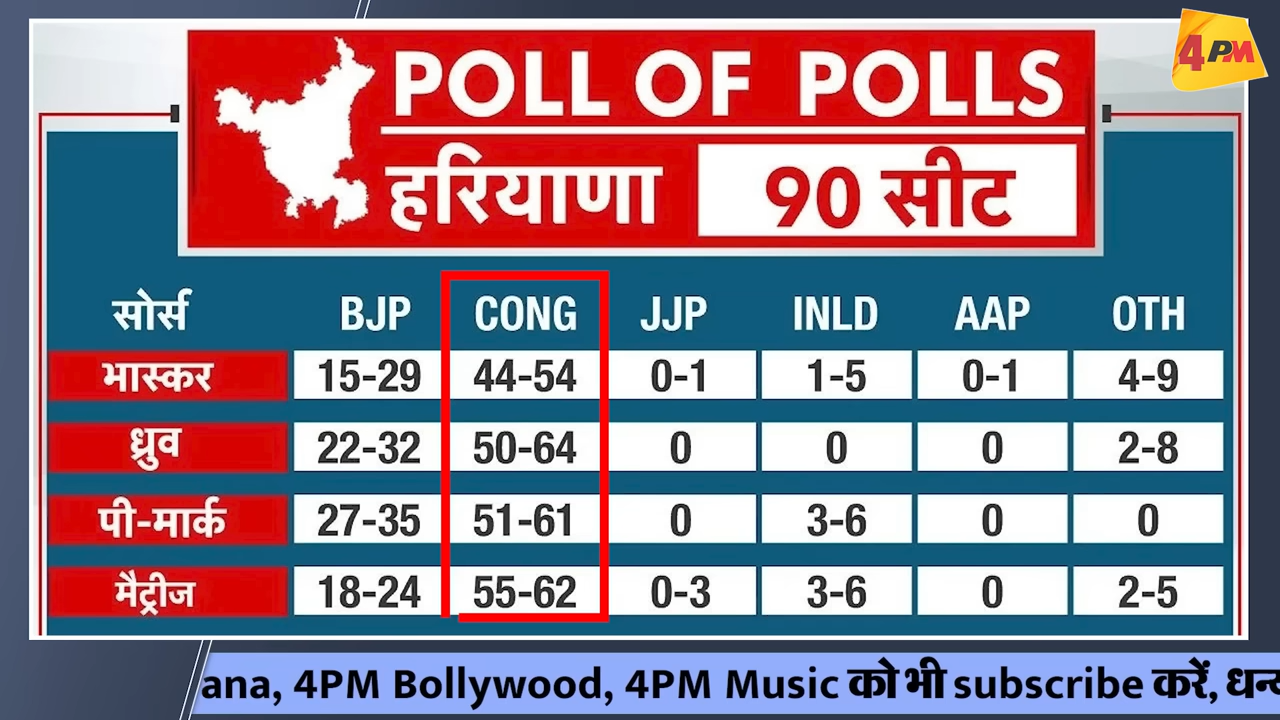 4PM
POLL OF POLLS
हरियाणा 90 सीट
सोर्स BJP CONG JJP INLD AAP OTH
भास्कर 15-29 44-54 0-1 1-5 0-1 4-9
ध्रुव 22-32 50-64 0 0 0 2-8
पी-मार्क 27-35 51-61 0 3-6 0 0
मैट्रीज 18-24 55-62 0-3 3-6 0 2-5
ana, 4PM Bollywood, 4PM Music को भी subscribe करें,